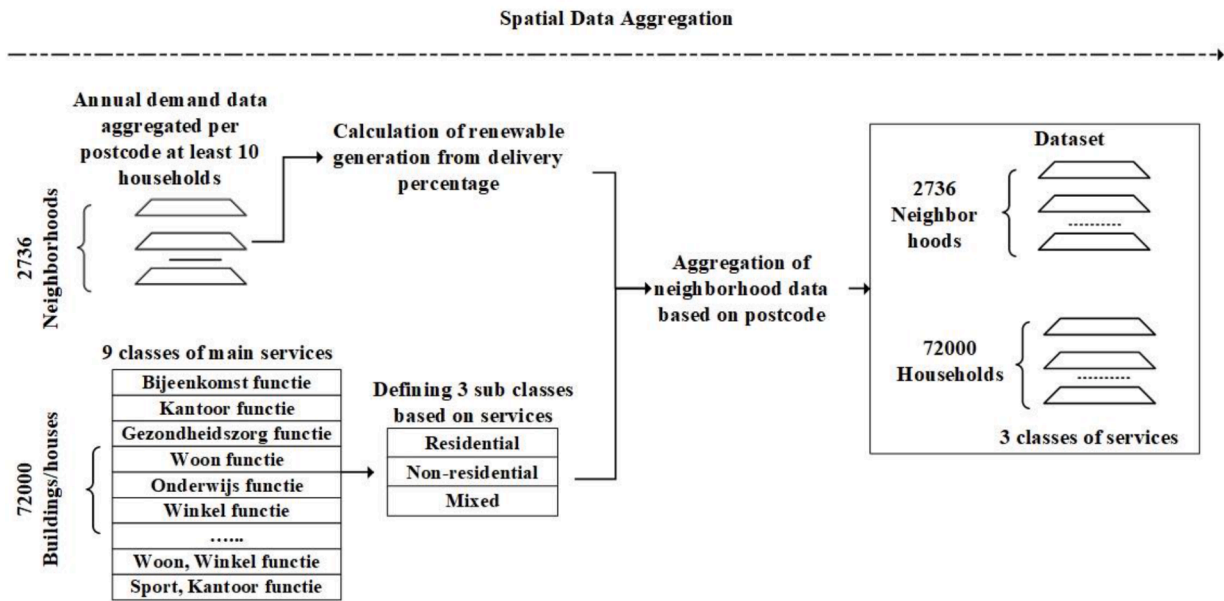 Spatial Data Aggregation
Annual demand data
aggregated per
postcode at least 10
households
2736
Neighborhoods
Calculation of renewable
generation from delivery
percentage
9 classes of main services
Bijeenkomst functie
Kantoor functie
Gezondheidszorg functie
Woon functie
Onderwijs functie
Winkel functie
…...
Woon, Winkel functie
Sport, Kantoor functie
72000
Buildings/houses
Defining 3 sub classes
based on services
Residential
Non-residential
Mixed
Aggregation of
neighborhood data
based on postcode
Dataset
2736
Neighbor
hoods
72000
Households
3 classes of services